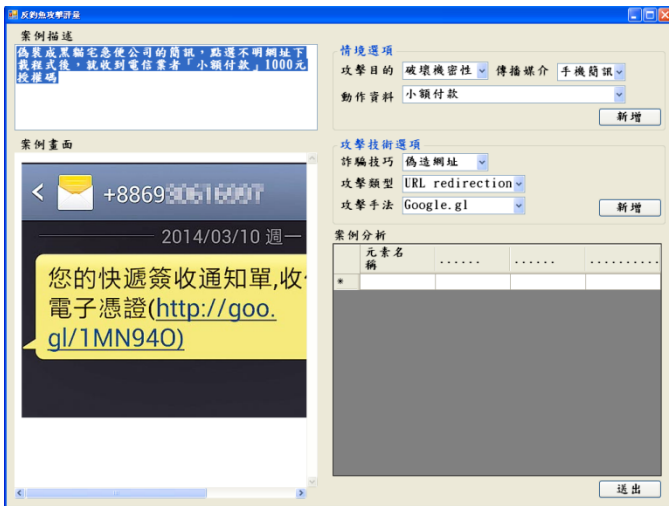 反釣魚攻擊評量
案例描述
偽裝成黑貓宅急便公司的簡訊，點選不明網址下
載程式後，就收到電信業者「小額付款」1000元
授權碼
情境選項
攻擊目的 破壞機密性 傳播媒介 手機簡訊
動作資料 小額付款
新增
攻擊技術選項
詐騙技巧 偽造網址
攻擊類型 URL redirection
攻擊手法 Google.gl
新增
案例畫面
+8869
2014/03/10 週一
您的快遞簽收通知單,收
電子憑證(http://goo.
gl/1MN94O)
案例分析
元素名
稱 ...... ...... ..........
送出